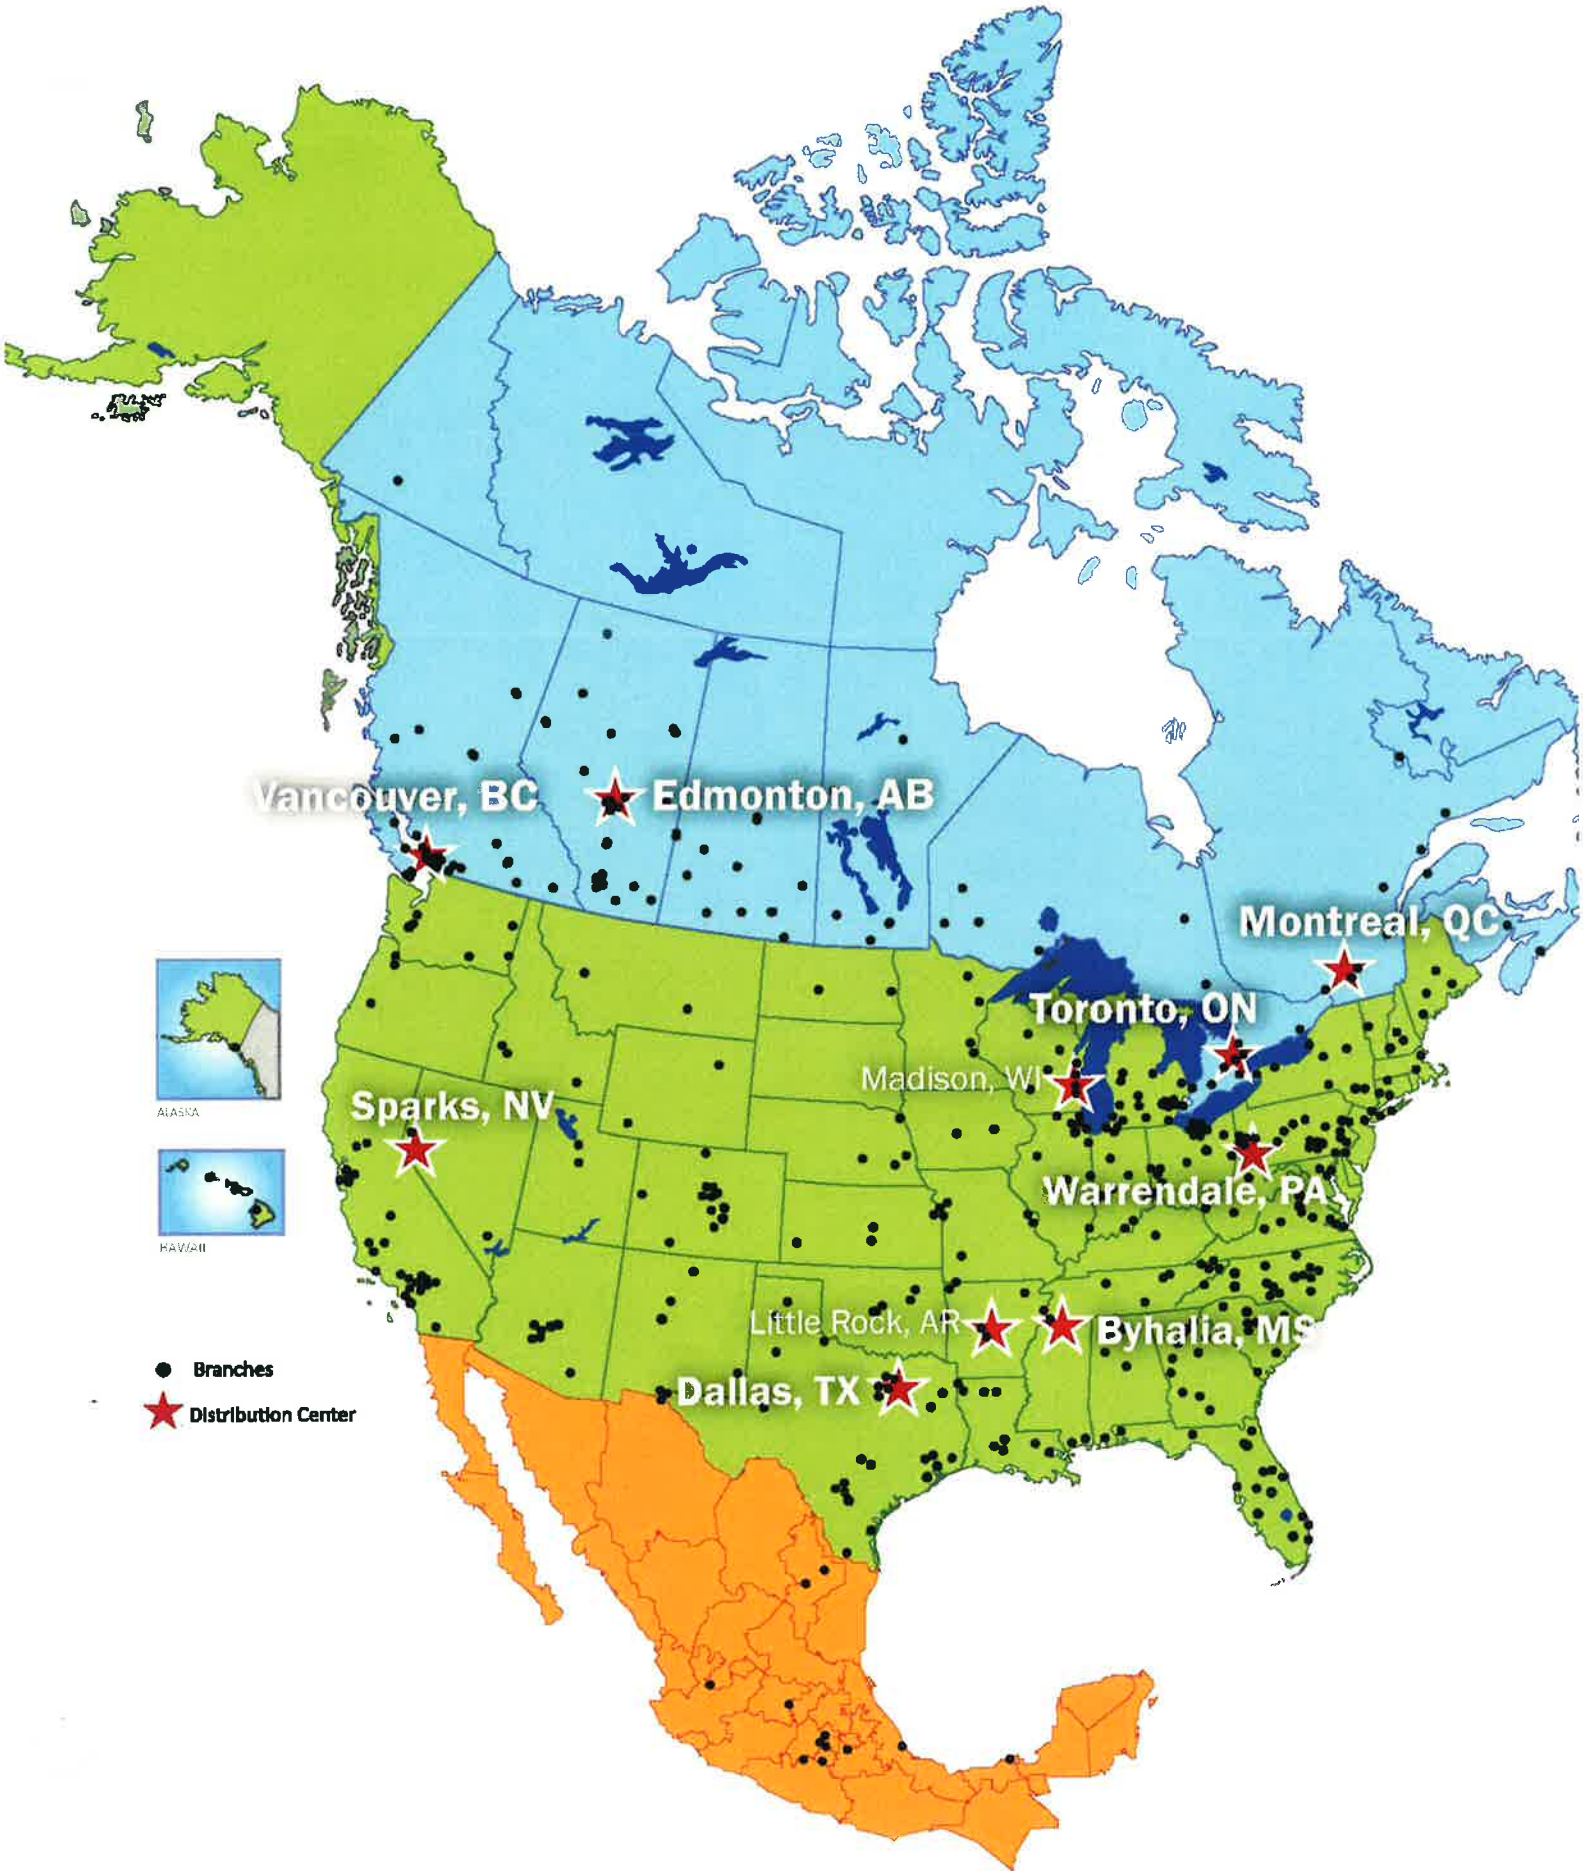 Vancouver, BC
Edmonton, AB
Montreal, QC
Toronto, ON
Madison, WI
Sparks, NV
ALASKA
Warrendale, PA
HAWAII
Little Rock, AR
Byhalia, MS
Branches
Dallas, TX
Distribution Center